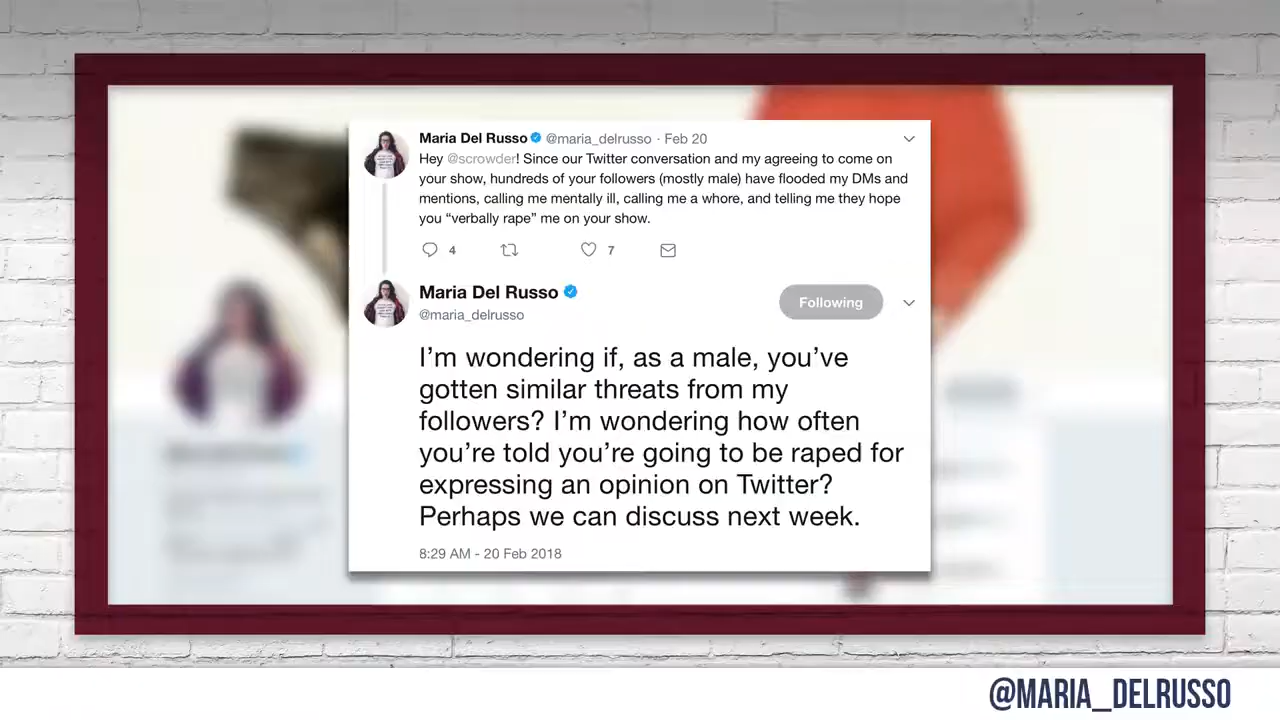 Maria Del Russo @maria_delrusso · Feb 20
Hey @scrowder! Since our Twitter conversation and my agreeing to come on
your show, hundreds of your followers (mostly male) have flooded my DMs and
mentions, calling me mentally ill, calling me a whore, and telling me they hope
you “verbally rape” me on your show.
4 7
Maria Del Russo
Following
@maria_delrusso
I’m wondering if, as a male, you’ve
gotten similar threats from my
followers? I’m wondering how often
you’re told you’re going to be raped for
expressing an opinion on Twitter?
Perhaps we can discuss next week.
8:29 AM - 20 Feb 2018
@MARIA_DELRUSSO